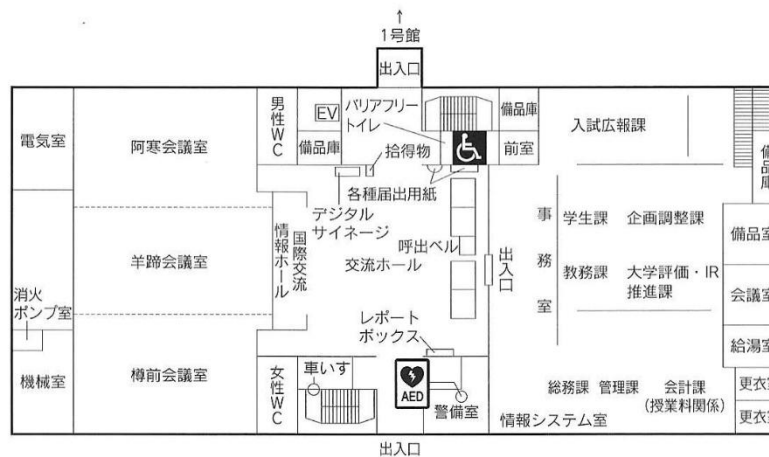 ↑
1号館
出入口
電気室
阿寒会議室
男性WC
EV
備品庫
バリアフリー
トイレ
拾得物
各種届出用紙
備品庫
前室
入試広報課
備品庫
デジタル
サイネージ
羊蹄会議室
国際交流
情報ホール
呼出ベル
交流ホール
出入口
事務室
学生課
企画調整課
教務課
大学評価・IR
推進課
備品室
会議室
給湯室
消火
ポンプ室
機械室
樽前会議室
女性WC
車いす
レポート
ボックス
AED
警備室
総務課
管理課
会計課
(授業料関係)
情報システム室
更衣室
更衣室
出入口